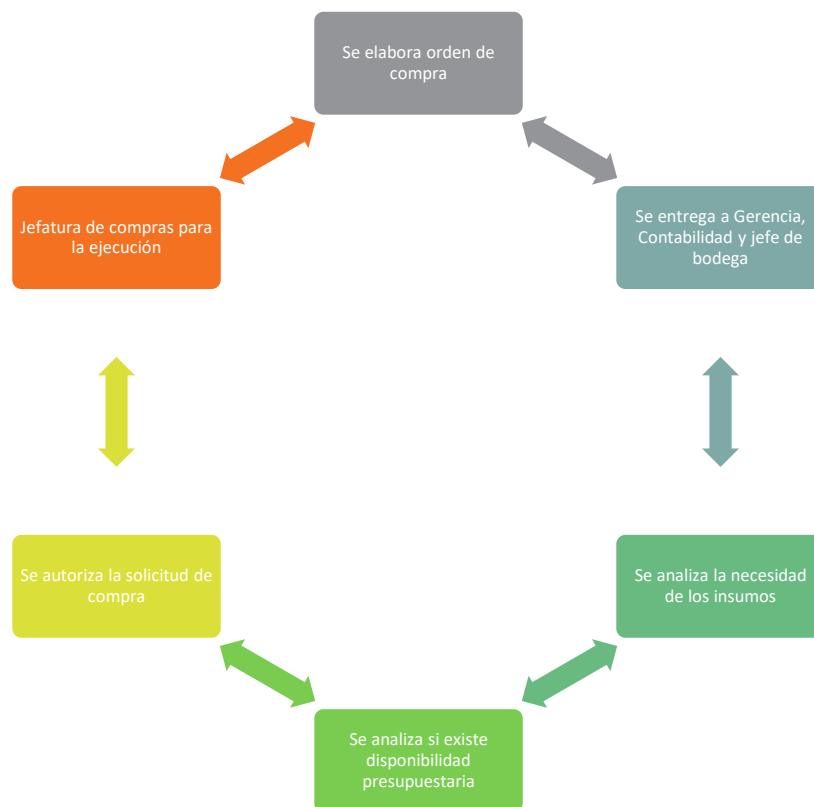 Se elabora orden de
compra
Se entrega a Gerencia,
Contabilidad y jefe de
bodega
Se analiza la necesidad
de los insumos
Se analiza si existe
disponibilidad
presupuestaria
Se autoriza la solicitud de
compra
Jefatura de compras para
la ejecución